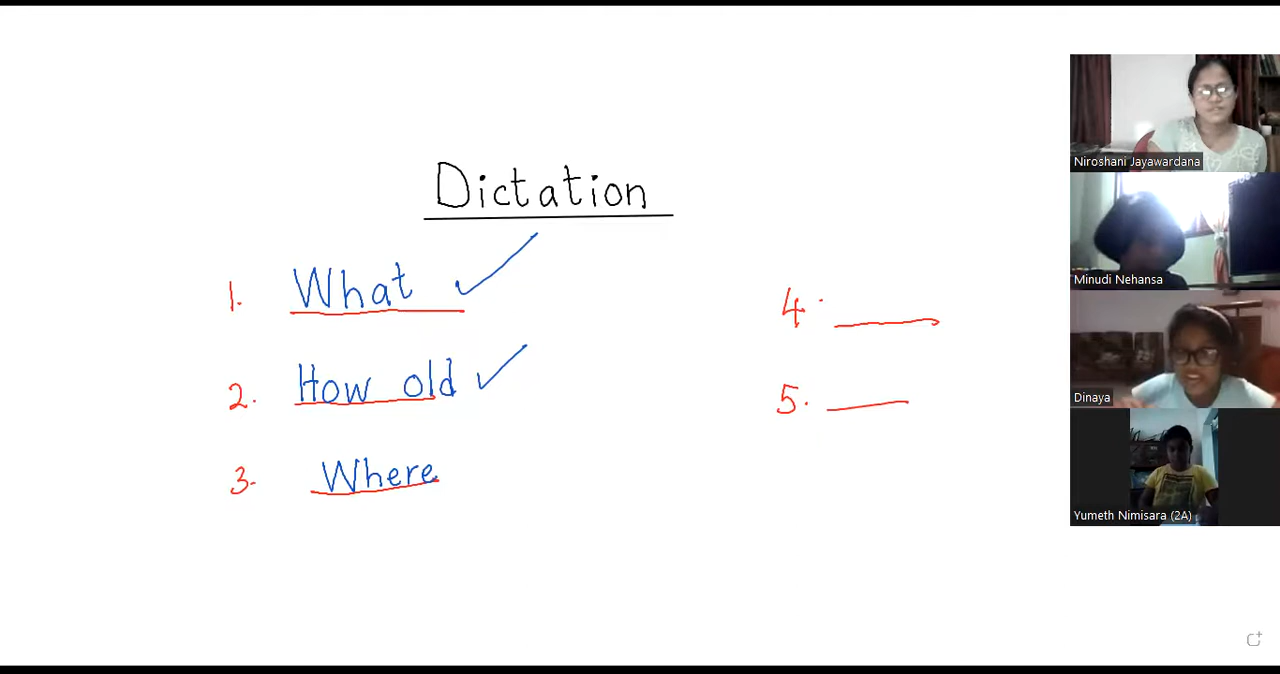 Dictation
1. What
2. How old
3. Where
4.
5.
Niroshani Jayawardana
Minudi Nehansa
Dinaya
Yumeth Nimisara (2A)